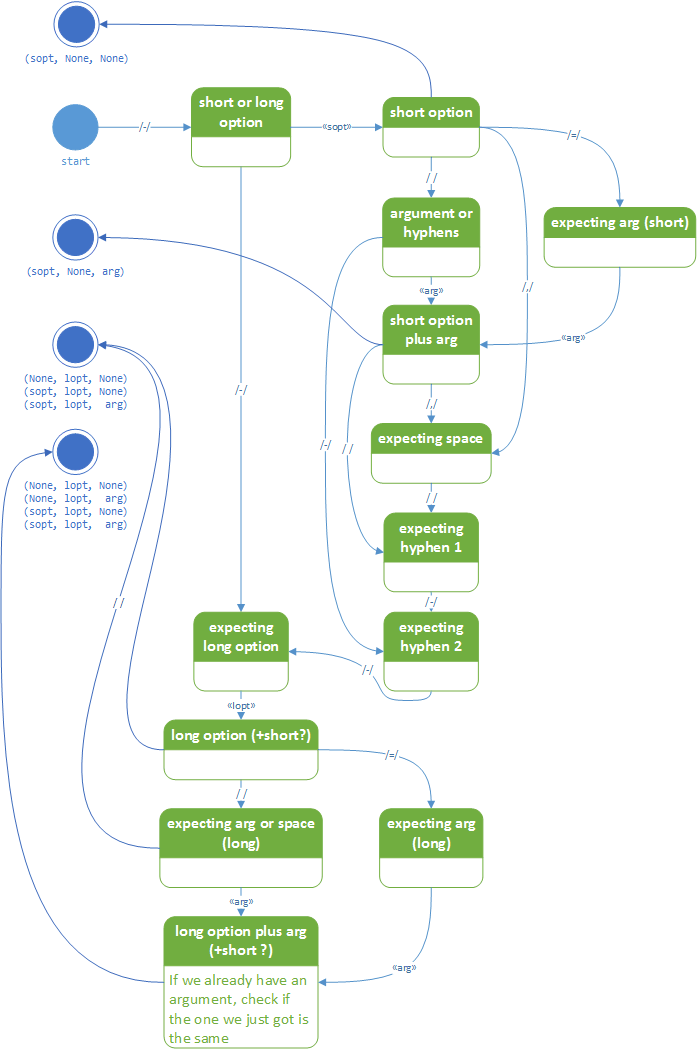 (sopt, None, None)
short or long
option
short option
/-/
«sopt»
/=/
start
/ /
argument or
hyphens
expecting arg (short)
(sopt, None, arg)
«arg»
/,/
short option
plus arg
«arg»
(None, lopt, None)
(sopt, lopt, None)
(sopt, lopt,  arg)
/-/
/,/
expecting space
/-/
/ /
(None, lopt, None)
(None, lopt,  arg)
(sopt, lopt, None)
(sopt, lopt,  arg)
/ /
expecting
hyphen 1
/ /
/-/
expecting
long option
expecting
hyphen 2
/-/
«lopt»
long option (+short?)
/=/
/ /
expecting arg or space
(long)
expecting arg
(long)
«arg»
long option plus arg
(+short ?)
«arg»
If we already have an
argument, check if
the one we just got is
the same